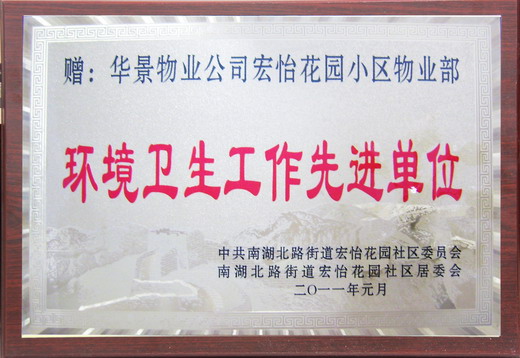 赠：华景物业公司宏怡花园小区物业部
环境卫生工作先进单位
中共南湖北路街道宏怡花园社区委员会
南湖北路街道宏怡花园社区居委会
二〇一一年元月